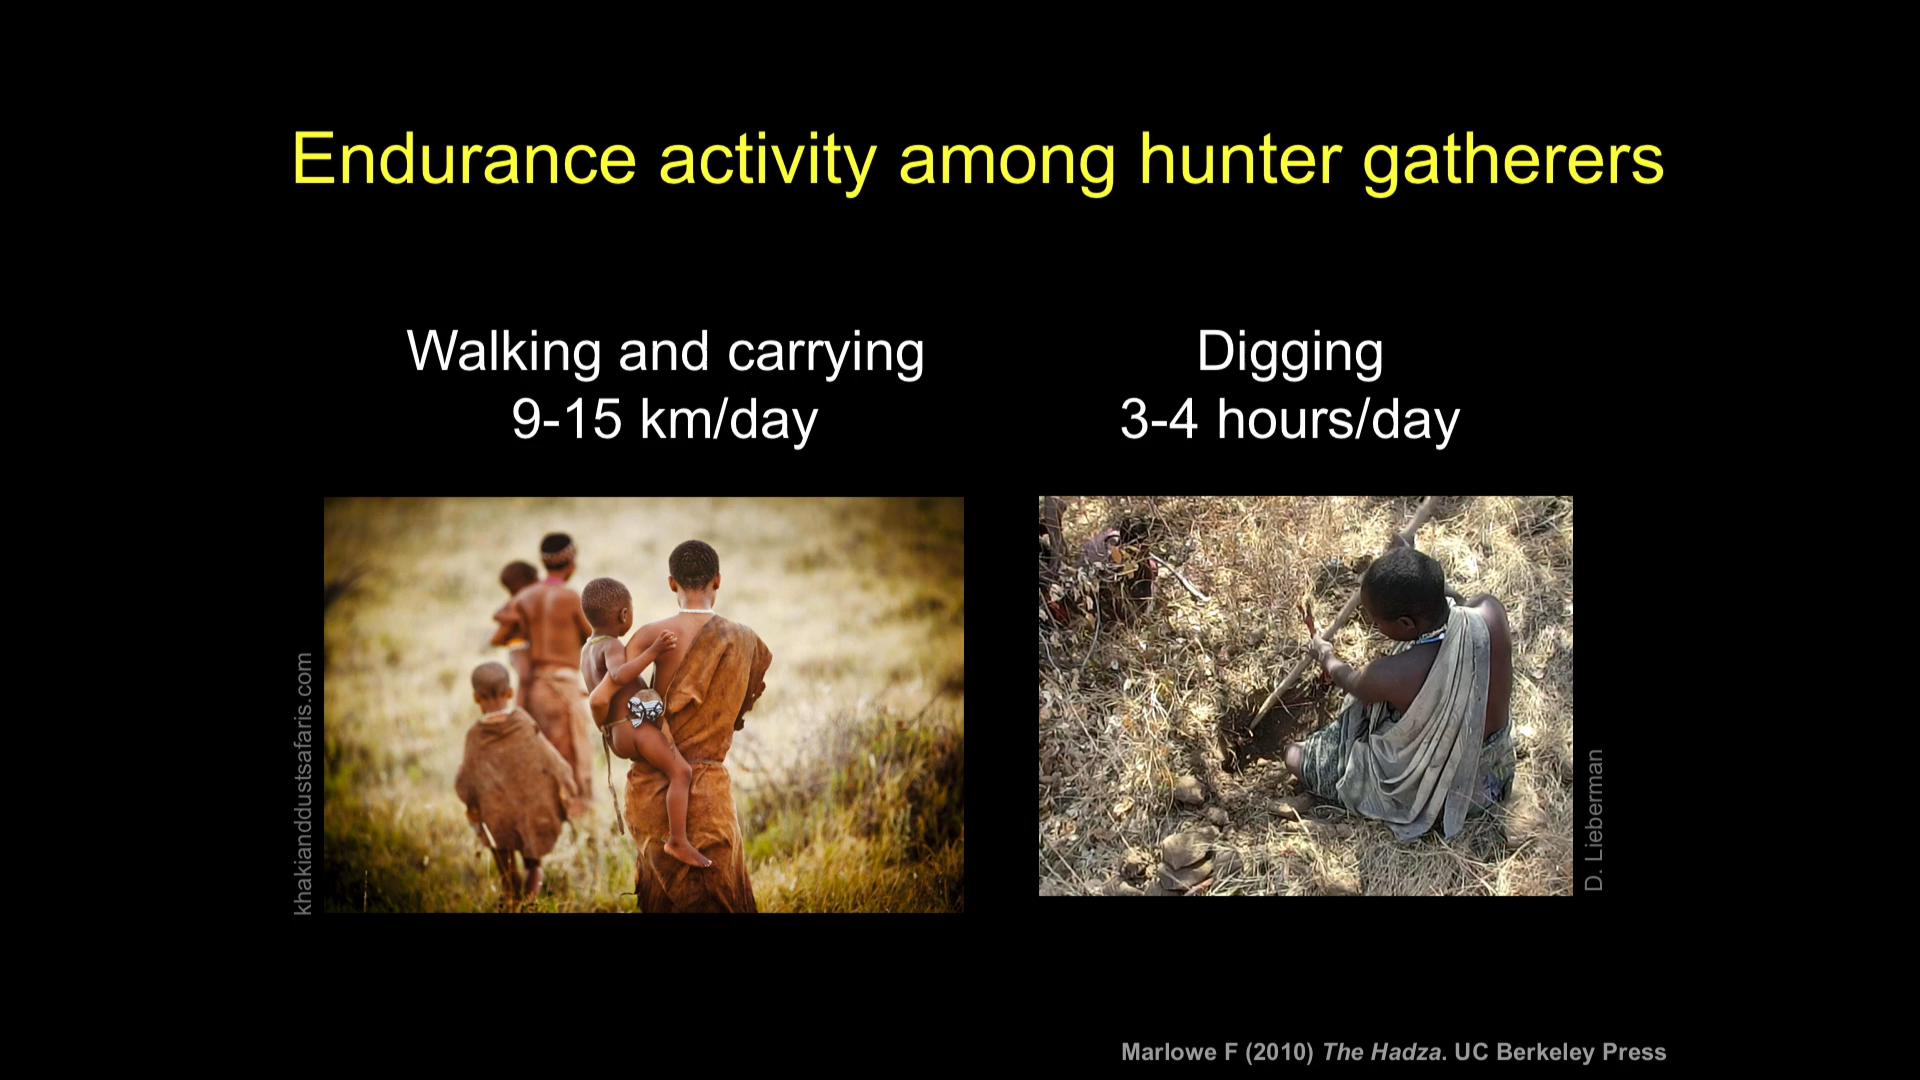 Endurance activity among hunter gatherers
Walking and carrying
9-15 km/day
Digging
3-4 hours/day
khakianddustsafaris.com
D. Lieberman
Marlowe F (2010) The Hadza. UC Berkeley Press